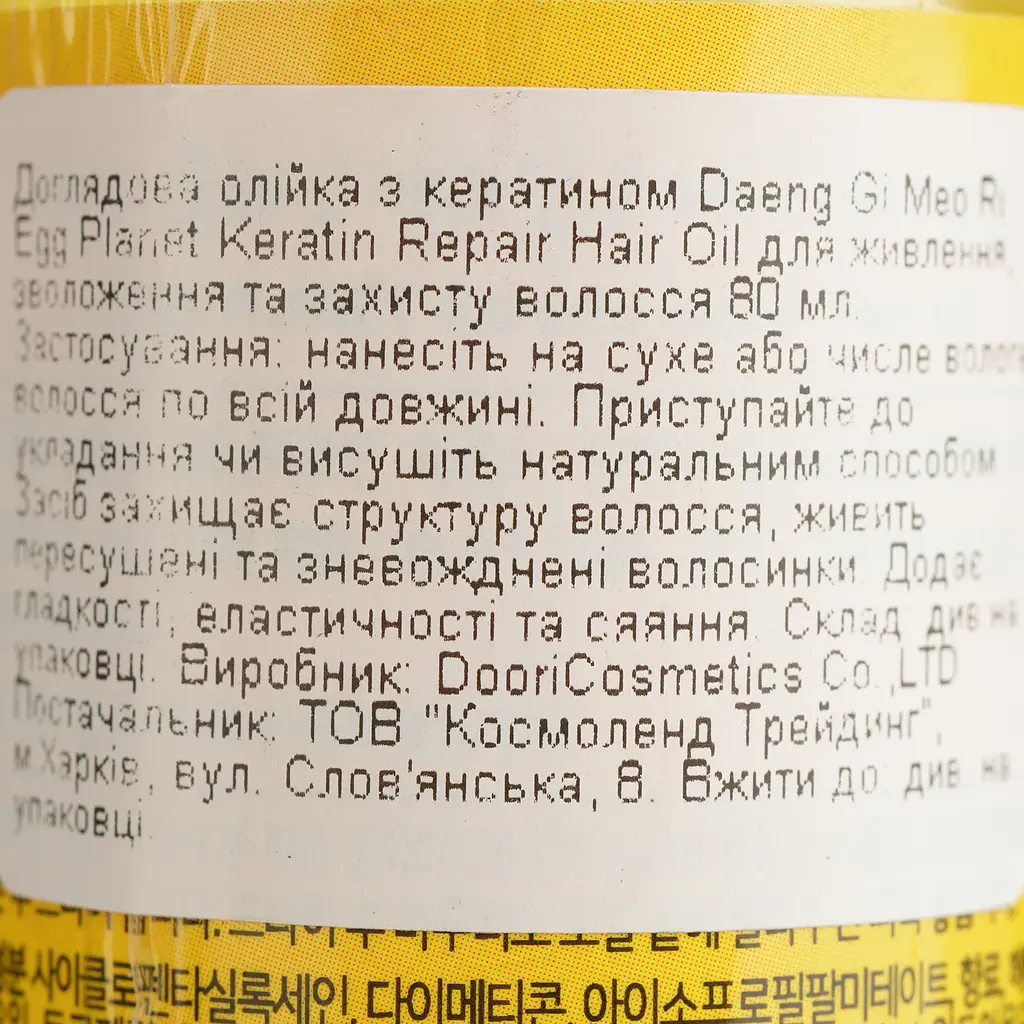 Доглядова олійка з кератином Daeng Gi Meo Ri
Egg Planet Keratin Repair Hair Oil для живлення,
зволоження та захисту волосся 80 мл.
Застосування: нанесіть на сухе або числе вологе
волосся по всій довжині. Приступайте до
укладання чи висушіть натуральним способом
Засіб захищає структуру волосся, живить
пересушені та зневожднені волосинки. Додає
гладкості, еластичності та сяяння. Склад: див на
упаковці. Виробник: DooriCosmetics Co.,LTD
Постачальник: ТОВ "Космоленд Трейдинг",
м.Харків, вул. Слов'янська, 8. Вжити до: див. на
упаковці.
사이클로펜타실록세인, 다이메티콘, 아이소프로필팔미테이트, 향료,